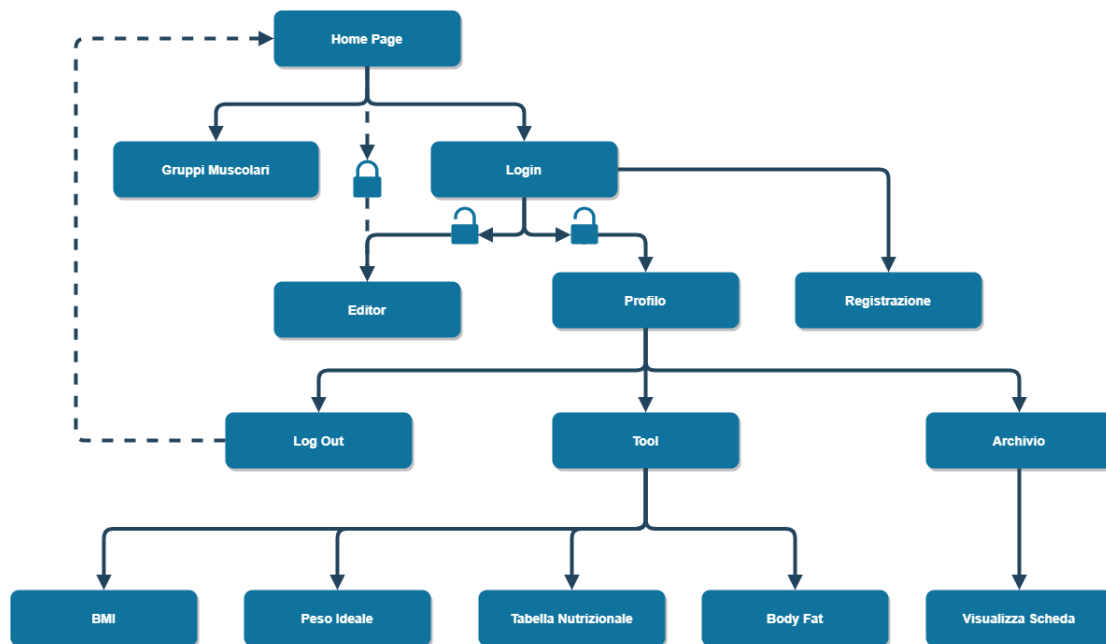 Home Page
Gruppi Muscolari
Login
Editor
Profilo
Registrazione
Log Out
Tool
Archivio
BMI
Peso Ideale
Tabella Nutrizionale
Body Fat
Visualizza Scheda